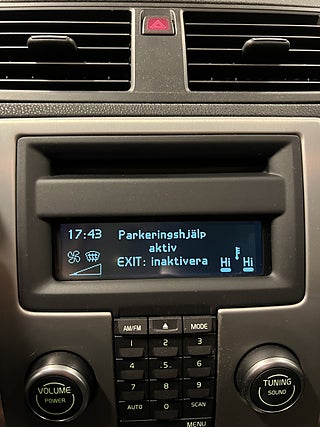 17:43 Parkeringshjälp
aktiv
EXIT: inaktivera Hi Hi
AM/FM MODE
1 2 3
4 5 6
7 8 9
AUTO 0 SCAN
MENU
VOLUME
POWER
TUNING
SOUND